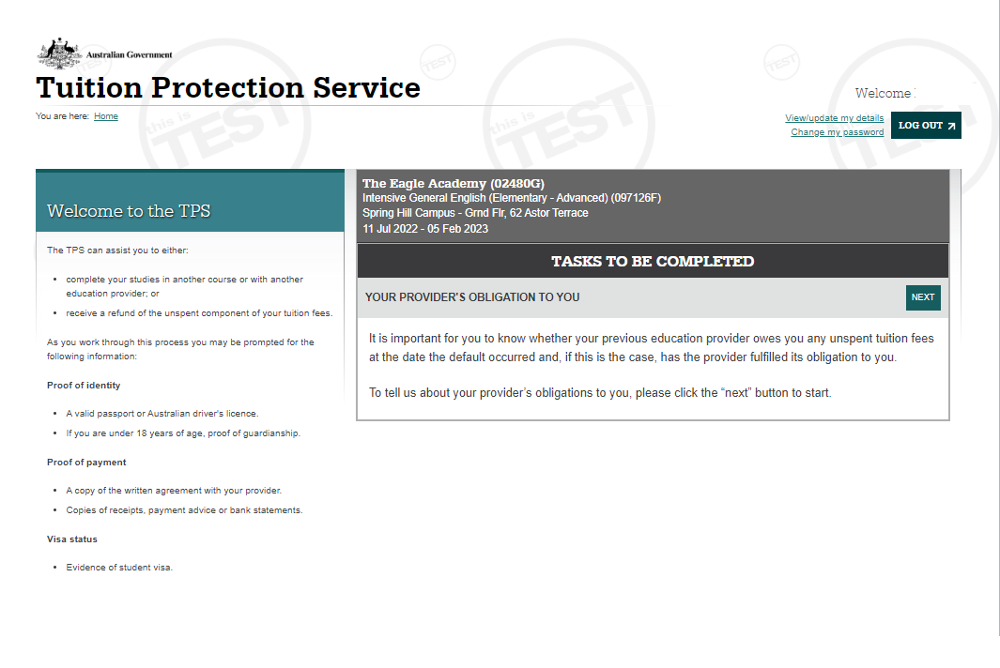 Australian Government
Tuition Protection Service
You are here: Home
Welcome
View/update my details
Change my password
LOG OUT
this is
TEST
TEST
this is
TEST
TEST
TEST
Welcome to the TPS
The TPS can assist you to either:
• complete your studies in another course or with another
education provider; or
• receive a refund of the unspent component of your tuition fees.
As you work through this process you may be prompted for the
following information:
Proof of identity
• A valid passport or Australian driver's licence.
• If you are under 18 years of age, proof of guardianship.
Proof of payment
• A copy of the written agreement with your provider.
• Copies of receipts, payment advice or bank statements.
Visa status
• Evidence of student visa.
The Eagle Academy (02480G)
Intensive General English (Elementary - Advanced) (097126F)
Spring Hill Campus - Grnd Flr, 62 Astor Terrace
11 Jul 2022 - 05 Feb 2023
TASKS TO BE COMPLETED
YOUR PROVIDER'S OBLIGATION TO YOU
NEXT
It is important for you to know whether your previous education provider owes you any unspent tuition fees
at the date the default occurred and, if this is the case, has the provider fulfilled its obligation to you.
To tell us about your provider’s obligations to you, please click the “next” button to start.